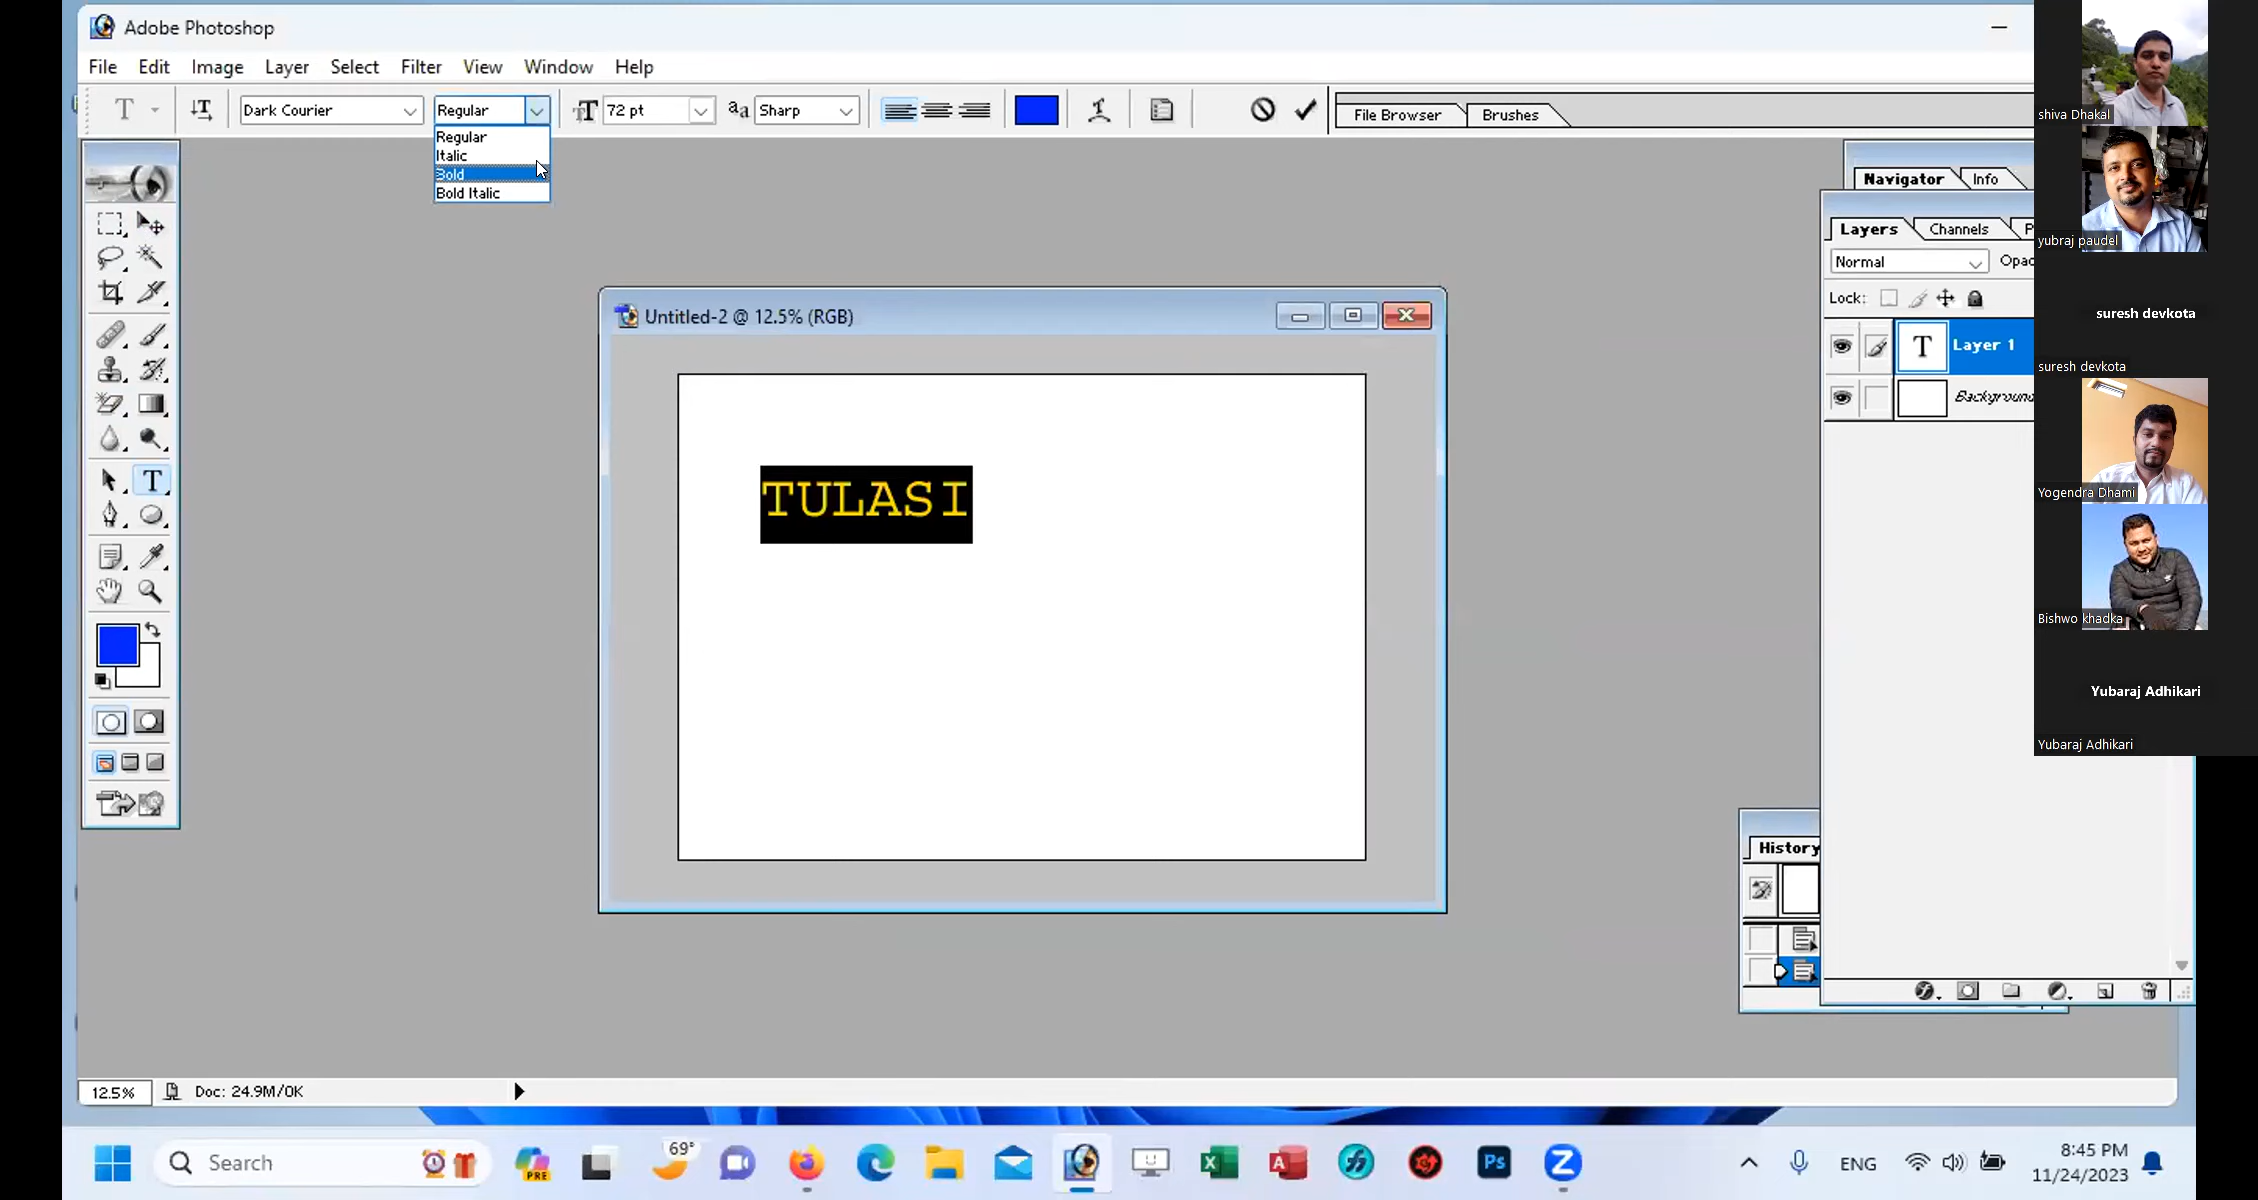 Adobe Photoshop
File Edit Image Layer Select Filter View Window Help
Dark Courier Regular 72 pt aa Sharp File Browser Brushes
Regular
Italic
Bold
Bold Italic
Navigator Info
Layers Channels P
Normal Opac
Lock:
T Layer 1
Background
Untitled-2 @ 12.5% (RGB)
TULASI
History
12.5% Doc: 24.9M/0K
shiva Dhakal
yubraj paudel
suresh devkota
suresh devkota
Yogendra Dhami
Bishwo khadka
Yubaraj Adhikari
Yubaraj Adhikari
Search PRE 69° Ps ENG 8:45 PM
11/24/2023